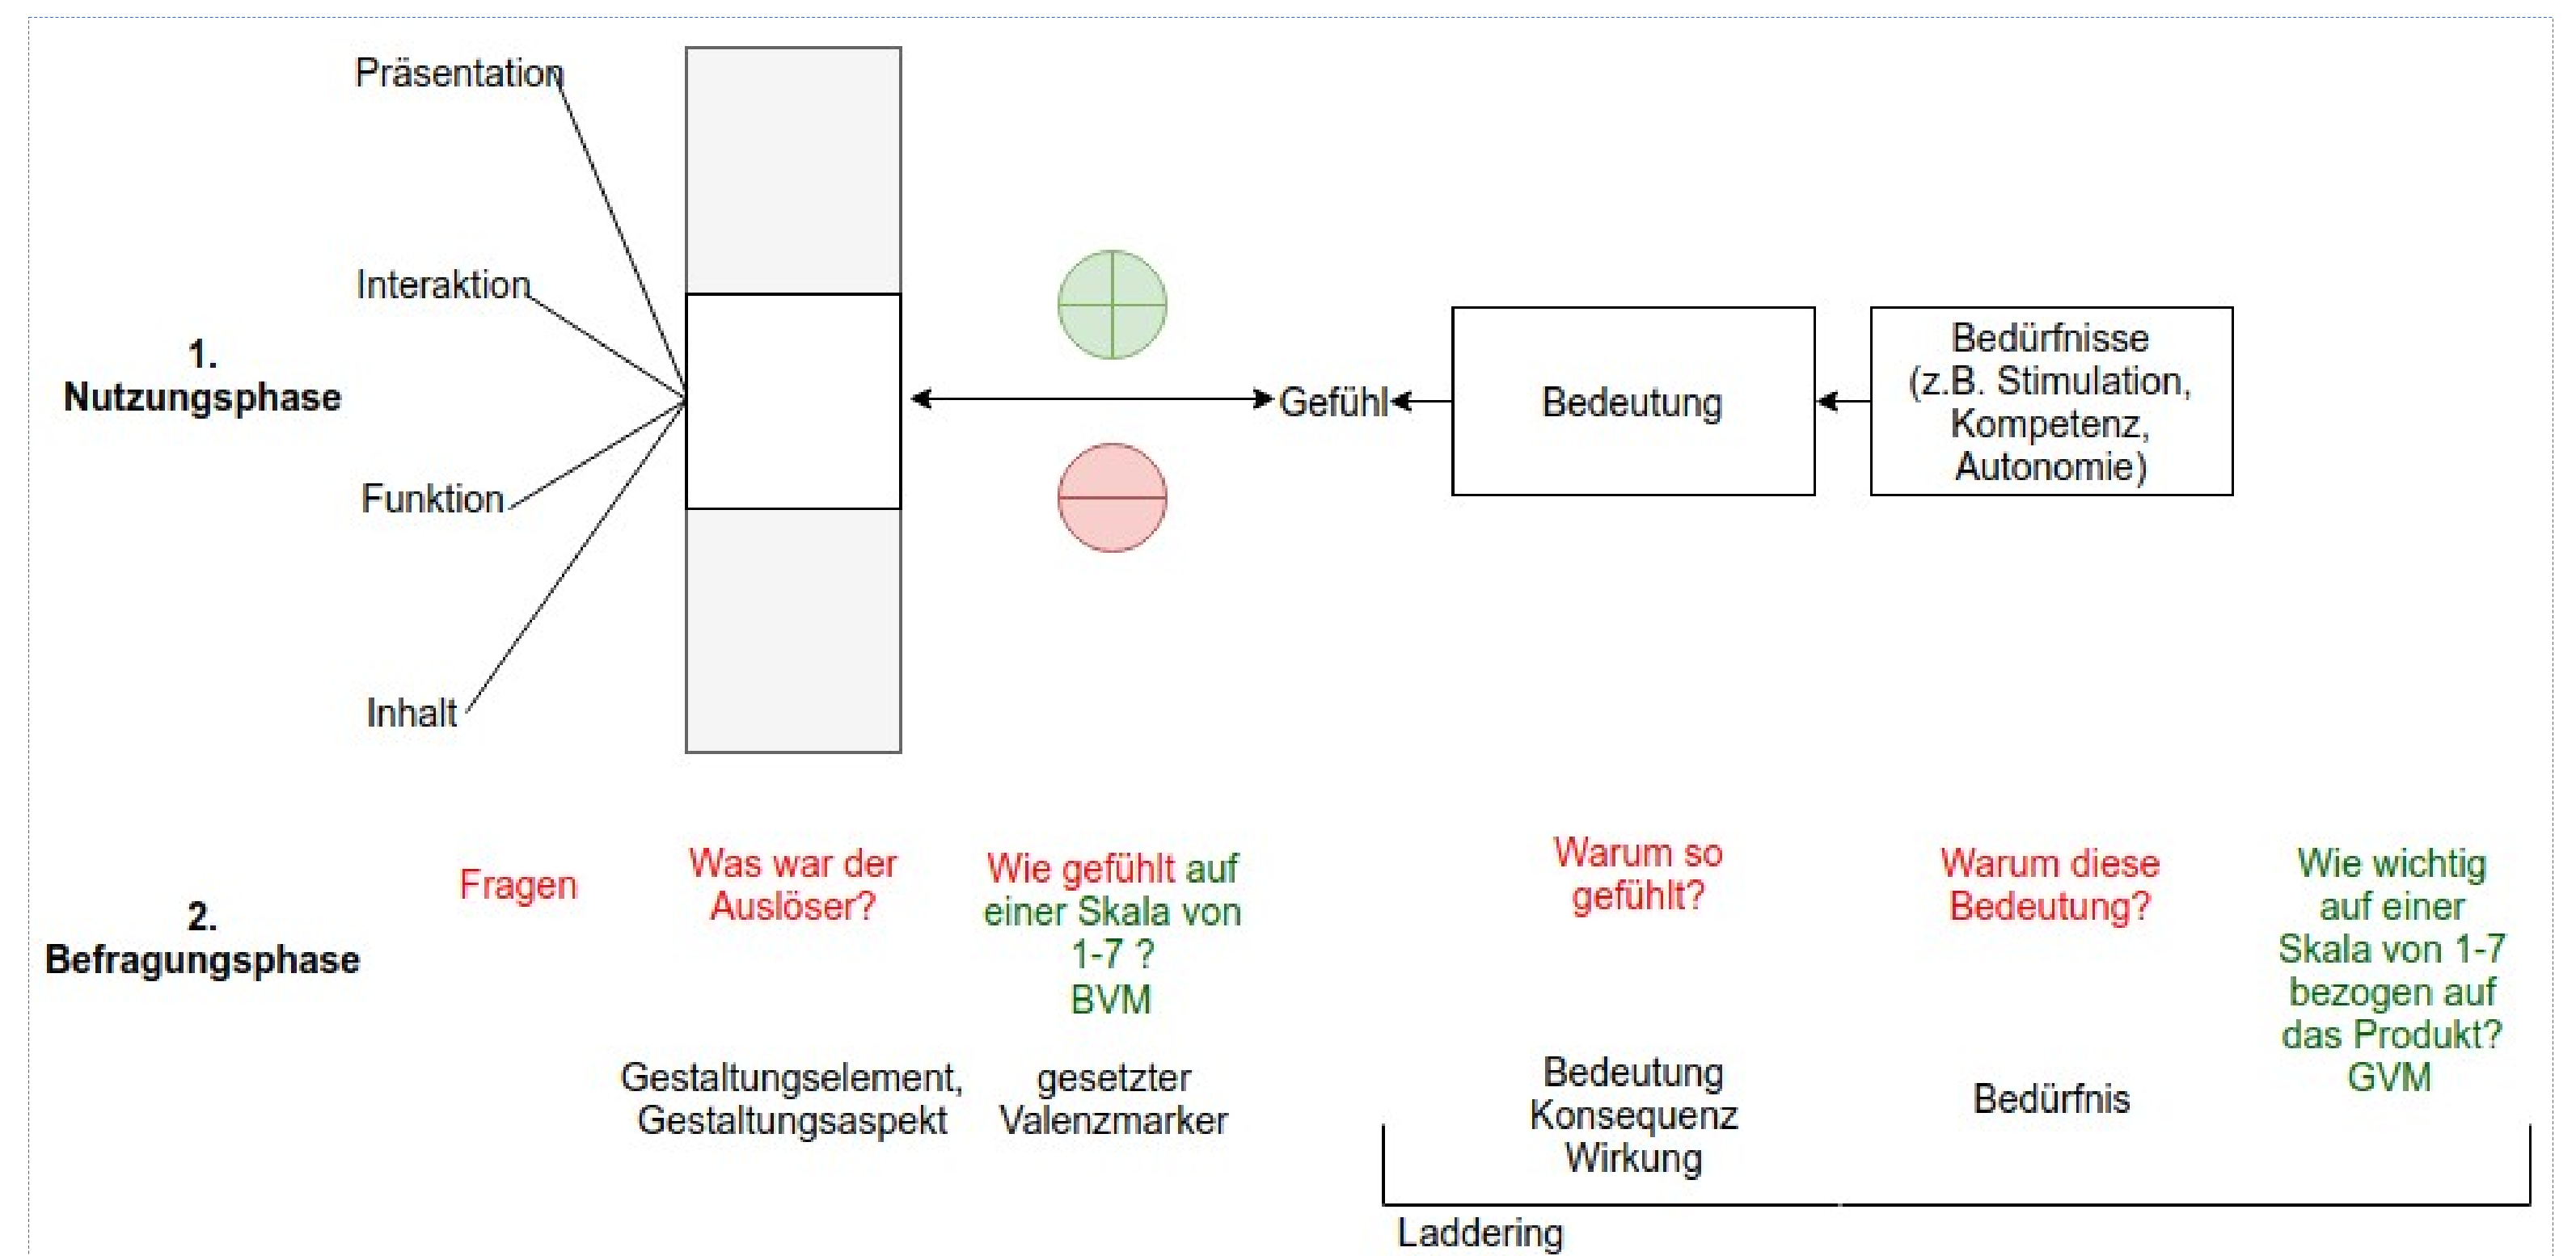 Präsentation
Interaktion
1.
Nutzungsphase
Funktion
Inhalt
Gefühl
Bedeutung
Bedürfnisse
(z.B. Stimulation,
Kompetenz,
Autonomie)
2.
Befragungsphase
Fragen
Was war der
Auslöser?
Wie gefühlt auf
einer Skala von
1-7 ?
BVM
Warum so
gefühlt?
Warum diese
Bedeutung?
Wie wichtig
auf einer
Skala von 1-7
bezogen auf
das Produkt?
GVM
Gestaltungselement,
Gestaltungsaspekt
gesetzter
Valenzmarker
Bedeutung
Konsequenz
Wirkung
Bedürfnis
Laddering